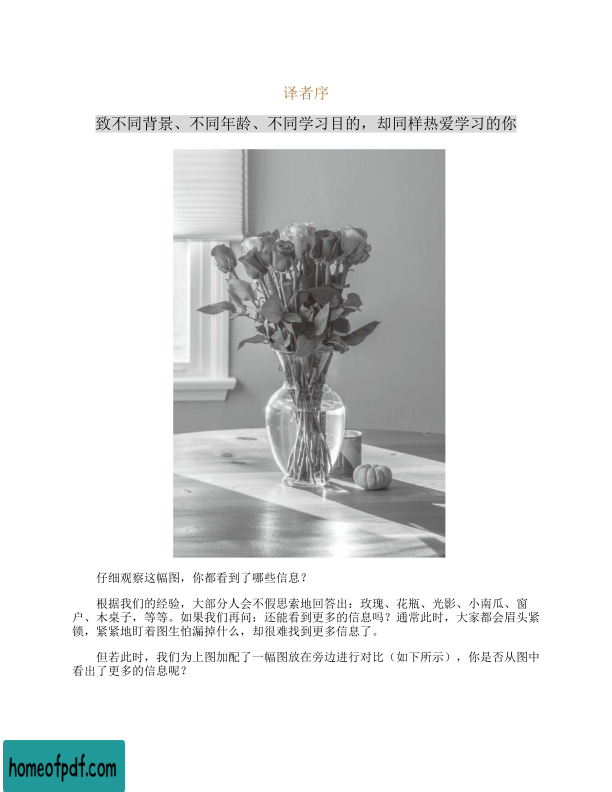 译者序
致不同背景、不同年龄、不同学习目的，却同样热爱学习的你
仔细观察这幅图，你都看到了哪些信息？
根据我们的经验，大部分人会不假思索地回答出：玫瑰、花瓶、光影、小南瓜、窗
户、木桌子，等等。如果我们再问：还能看到更多的信息吗？通常此时，大家都会眉头紧
锁，紧紧地盯着图生怕漏掉什么，却很难找到更多信息了。
但若此时，我们为上图加配了一幅图放在旁边进行对比（如下所示），你是否从图中
看出了更多的信息呢？
homeofpdf.com